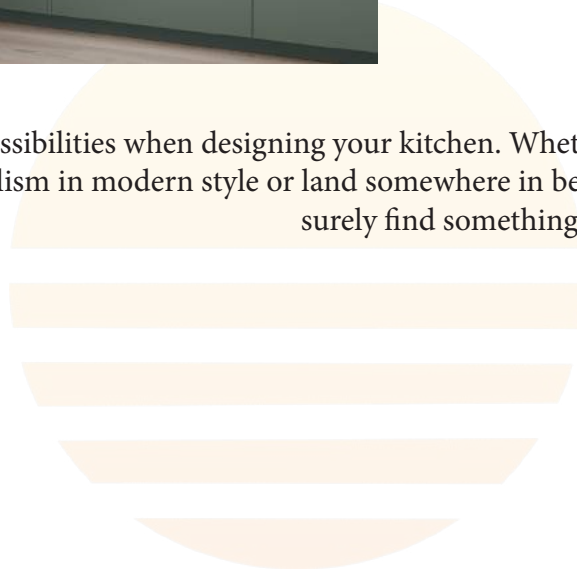 ssibilities when designing your kitchen. Whet
lism in modern style or land somewhere in be
surely find something